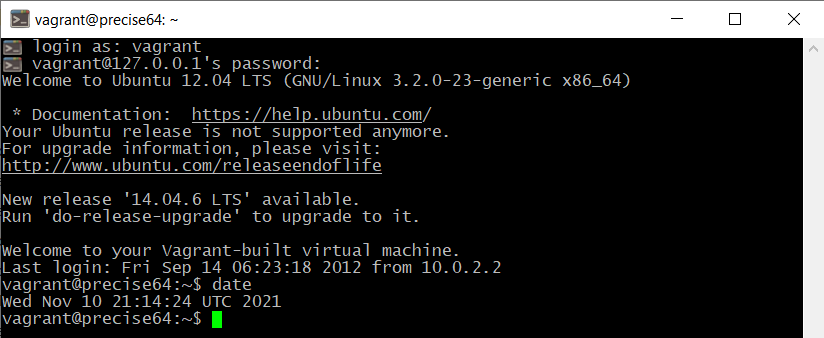 vagrant@precise64: ~
login as: vagrant
vagrant@127.0.0.1's password:
Welcome to Ubuntu 12.04 LTS (GNU/Linux 3.2.0-23-generic x86_64)
* Documentation:  https://help.ubuntu.com/
Your Ubuntu release is not supported anymore.
For upgrade information, please visit:
http://www.ubuntu.com/releaseendoflife
New release '14.04.6 LTS' available.
Run 'do-release-upgrade' to upgrade to it.
Welcome to your Vagrant-built virtual machine.
Last login: Fri Sep 14 06:23:18 2012 from 10.0.2.2
vagrant@precise64:~$ date
Wed Nov 10 21:14:24 UTC 2021
vagrant@precise64:~$